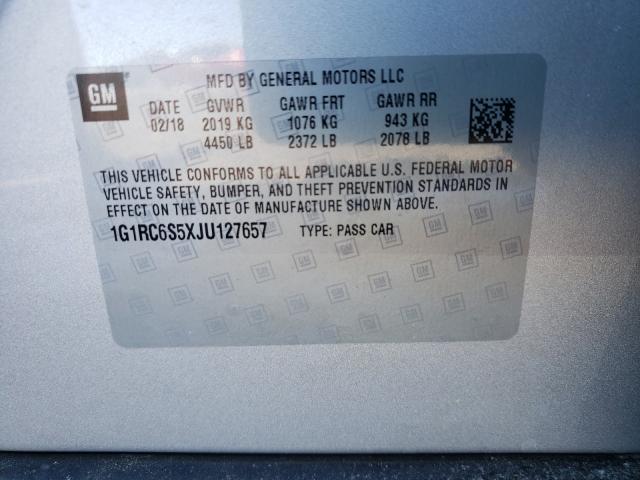 GM MFD BY GENERAL MOTORS LLC
DATE GVWR GAWR FRT GAWR RR
02/18 2019 KG 1076 KG 943 KG
4450 LB 2372 LB 2078 LB
THIS VEHICLE CONFORMS TO ALL APPLICABLE U.S. FEDERAL MOTOR
VEHICLE SAFETY, BUMPER, AND THEFT PREVENTION STANDARDS IN
EFFECT ON THE DATE OF MANUFACTURE SHOWN ABOVE.
1G1RC6S5XJU127657 TYPE: PASS CAR